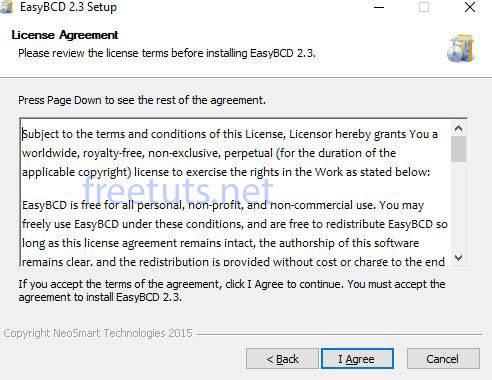 EasyBCD 2.3 Setup
License Agreement
Please review the license terms before installing EasyBCD 2.3.
Press Page Down to see the rest of the agreement.
Subject to the terms and conditions of this License, Licensor hereby grants You a
worldwide, royalty-free, non-exclusive, perpetual (for the duration of the
applicable copyright) license to exercise the rights in the Work as stated below:
freetuts.net
EasyBCD is free for all personal, non-profit, and non-commercial use. You may
freely use EasyBCD under these conditions, and are free to redistribute EasyBCD so
long as this license agreement remains intact, the authorship of this software
remains clear, and the redistribution is provided without cost or charge to the end
If you accept the terms of the agreement, click I Agree to continue. You must accept the
agreement to install EasyBCD 2.3.
Copyright NeoSmart Technologies 2015
< Back I Agree Cancel